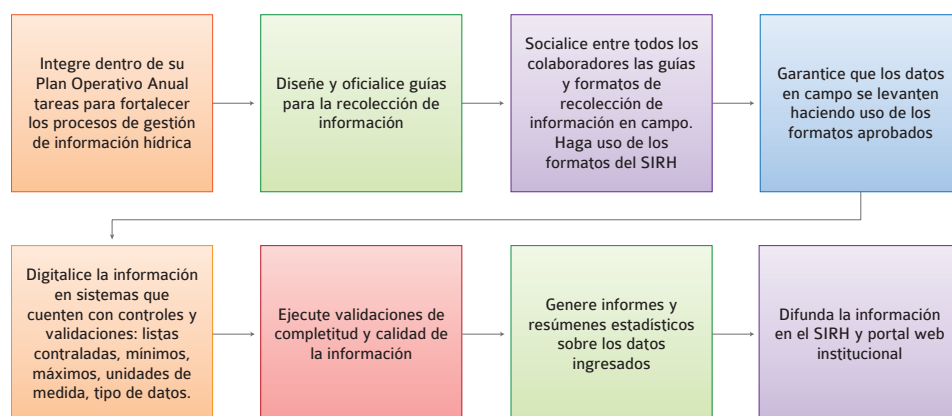 Integre dentro de su
Plan Operativo Anual
tareas para fortalecer
los procesos de gestión
de información hídrica
Diseñe y oficialice guías
para la recolección de
información
Socialice entre todos los
colaboradores las guías
y formatos de
recolección de
información en campo.
Haga uso de los
formatos del SIRH
Garantice que los datos
en campo se levanten
haciendo uso de los
formatos aprobados
Digitalice la información
en sistemas que
cuenten con controles y
validaciones: listas
contraladas, mínimos,
máximos, unidades de
medida, tipo de datos.
Ejecute validaciones de
completitud y calidad de
la información
Genere informes y
resúmenes estadísticos
sobre los datos
ingresados
Difunda la información
en el SIRH y portal web
institucional